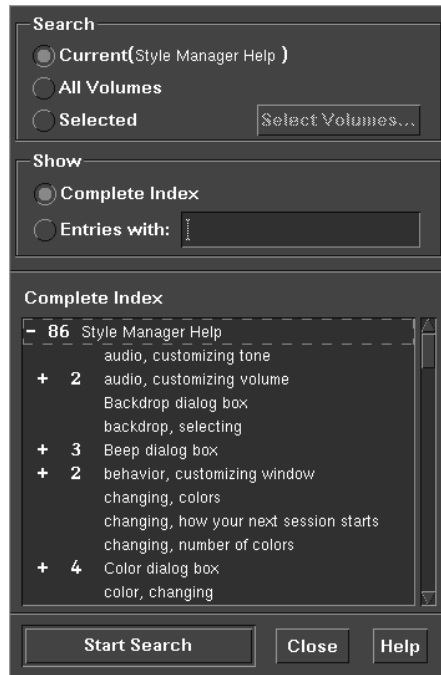 Search
Current(Style Manager Help )
All Volumes
Selected
Select Volumes...
Show
Complete Index
Entries with:
Complete Index
- 86 Style Manager Help
audio, customizing tone
+ 2 audio, customizing volume
Backdrop dialog box
backdrop, selecting
+ 3 Beep dialog box
+ 2 behavior, customizing window
changing, colors
changing, how your next session starts
changing, number of colors
+ 4 Color dialog box
color, changing
Start Search
Close
Help